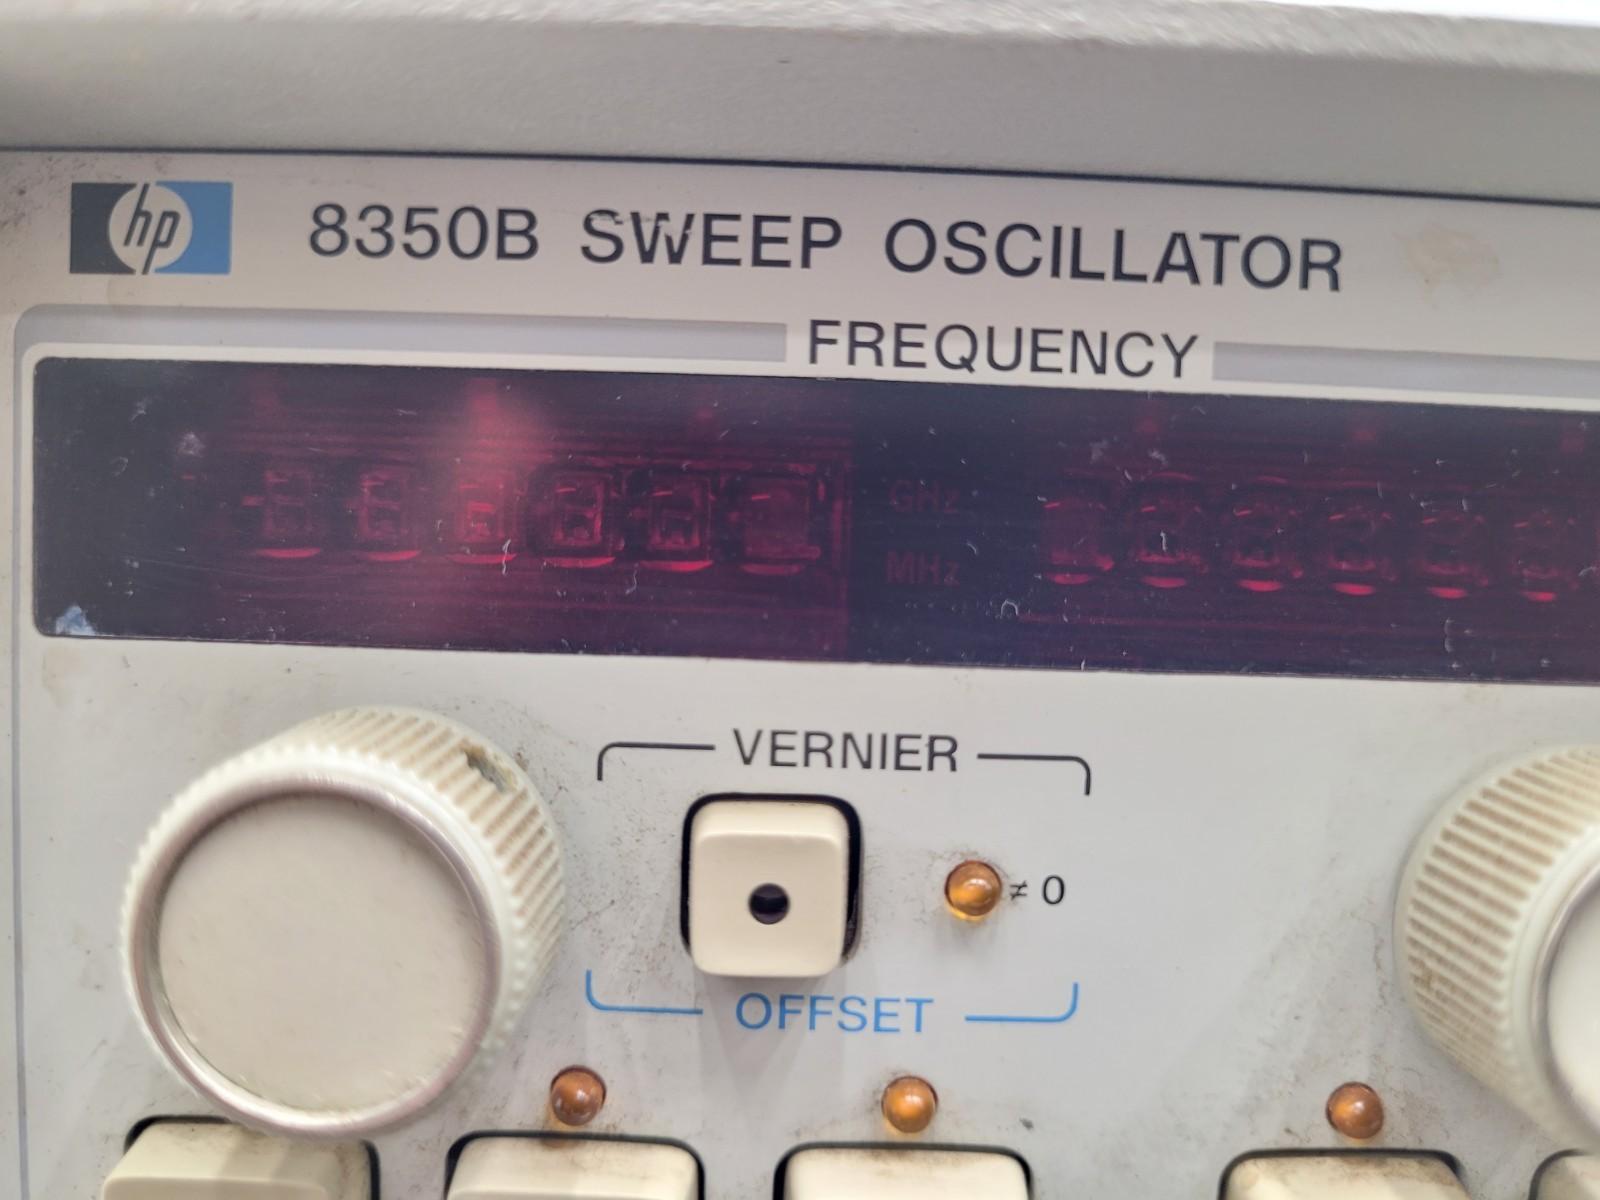 hp 8350B SWEEP OSCILLATOR
FREQUENCY
GHz
MHz
VERNIER
≠ 0
OFFSET